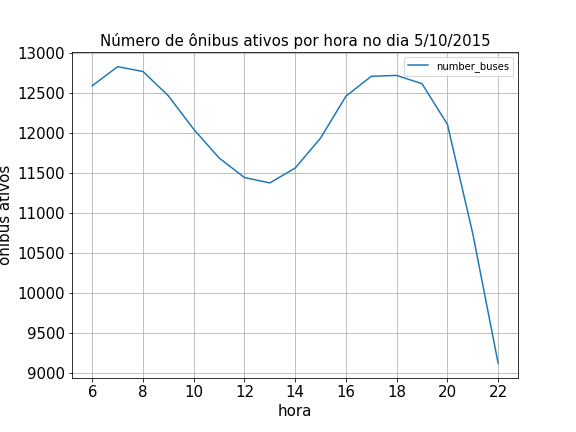 Número de ônibus ativos por hora no dia 5/10/2015
number_buses
13000
12500
12000
11500
11000
10500
10000
9500
9000
ônibus ativos
6 8 10 12 14 16 18 20 22
hora